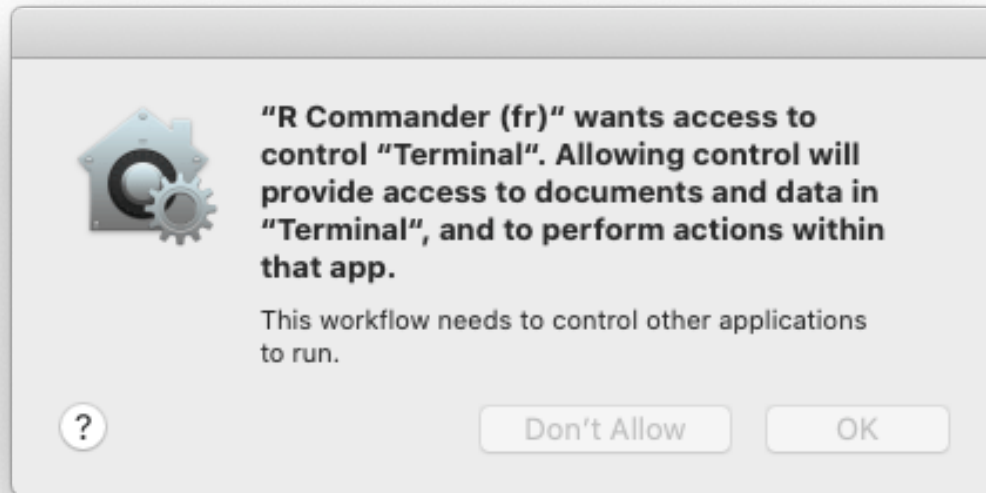 “R Commander (fr)“ wants access to
control “Terminal“. Allowing control will
provide access to documents and data in
“Terminal“, and to perform actions within
that app.
This workflow needs to control other applications
to run.
?
Don't Allow
OK